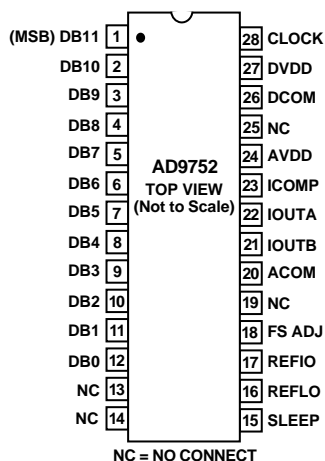 (MSB) DB11 1 28 CLOCK
DB10 2 27 DVDD
DB9 3 26 DCOM
DB8 4 25 NC
DB7 5 24 AVDD
DB6 6 23 ICOMP
DB5 7 22 IOUTA
DB4 8 21 IOUTB
DB3 9 20 ACOM
DB2 10 19 NC
DB1 11 18 FS ADJ
DB0 12 17 REFIO
NC 13 16 REFLO
NC 14 15 SLEEP
AD9752
TOP VIEW
(Not to Scale)
NC = NO CONNECT